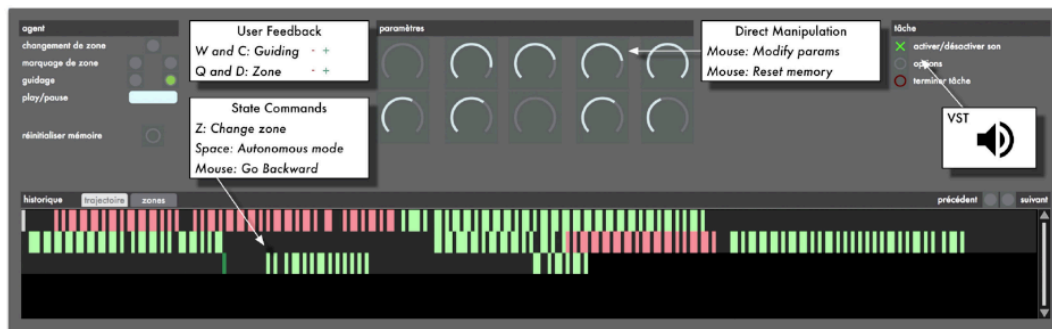 agent
changement de zone
marquage de zone
guidage
play/pause
réinitialiser mémoire
User Feedback
W and C: Guiding - +
Q and D: Zone - +
State Commands
Z: Change zone
Space: Autonomous mode
Mouse: Go Backward
paramètres
Direct Manipulation
Mouse: Modify params
Mouse: Reset memory
tâche
activer/désactiver son
options
terminer tâche
VST
historique trajectoire zones
précédent suivant